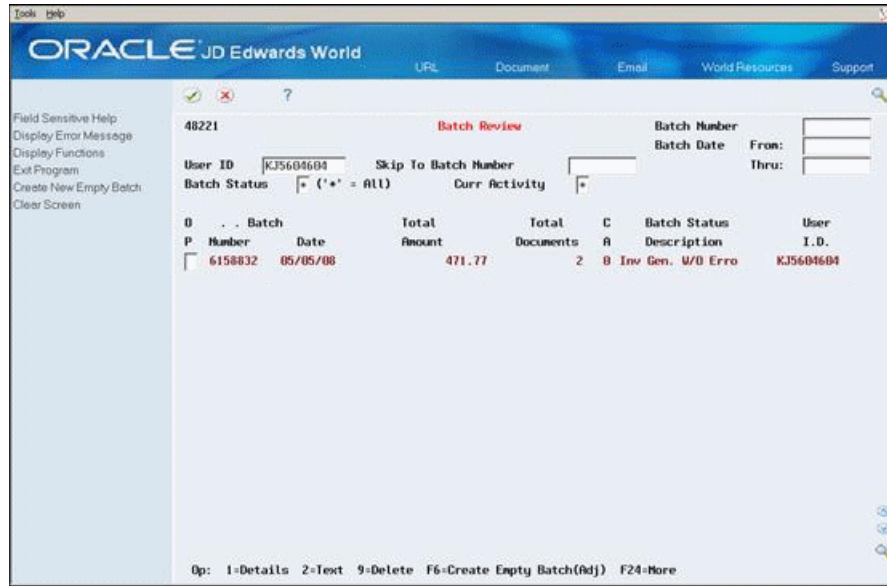 Tools Help
ORACLE JD Edwards World
URL Document Email World Resources Support
?
Field Sensitive Help
Display Error Message
Display Functions
Exit Program
Create New Empty Batch
Clear Screen
48221 Batch Review Batch Number
Batch Date From:
User ID KJ5604604 Skip To Batch Number Thru:
Batch Status * ('*' = All) Curr Activity *
O . . Batch Total Total C Batch Status User
P Number Date Amount Documents A Description I.D.
6158832 05/05/08 471.77 2 0 Inv Gen. W/O Erro KJ5604604
Op: 1=Details 2=Text 9=Delete F6=Create Empty Batch(Adj) F24=More